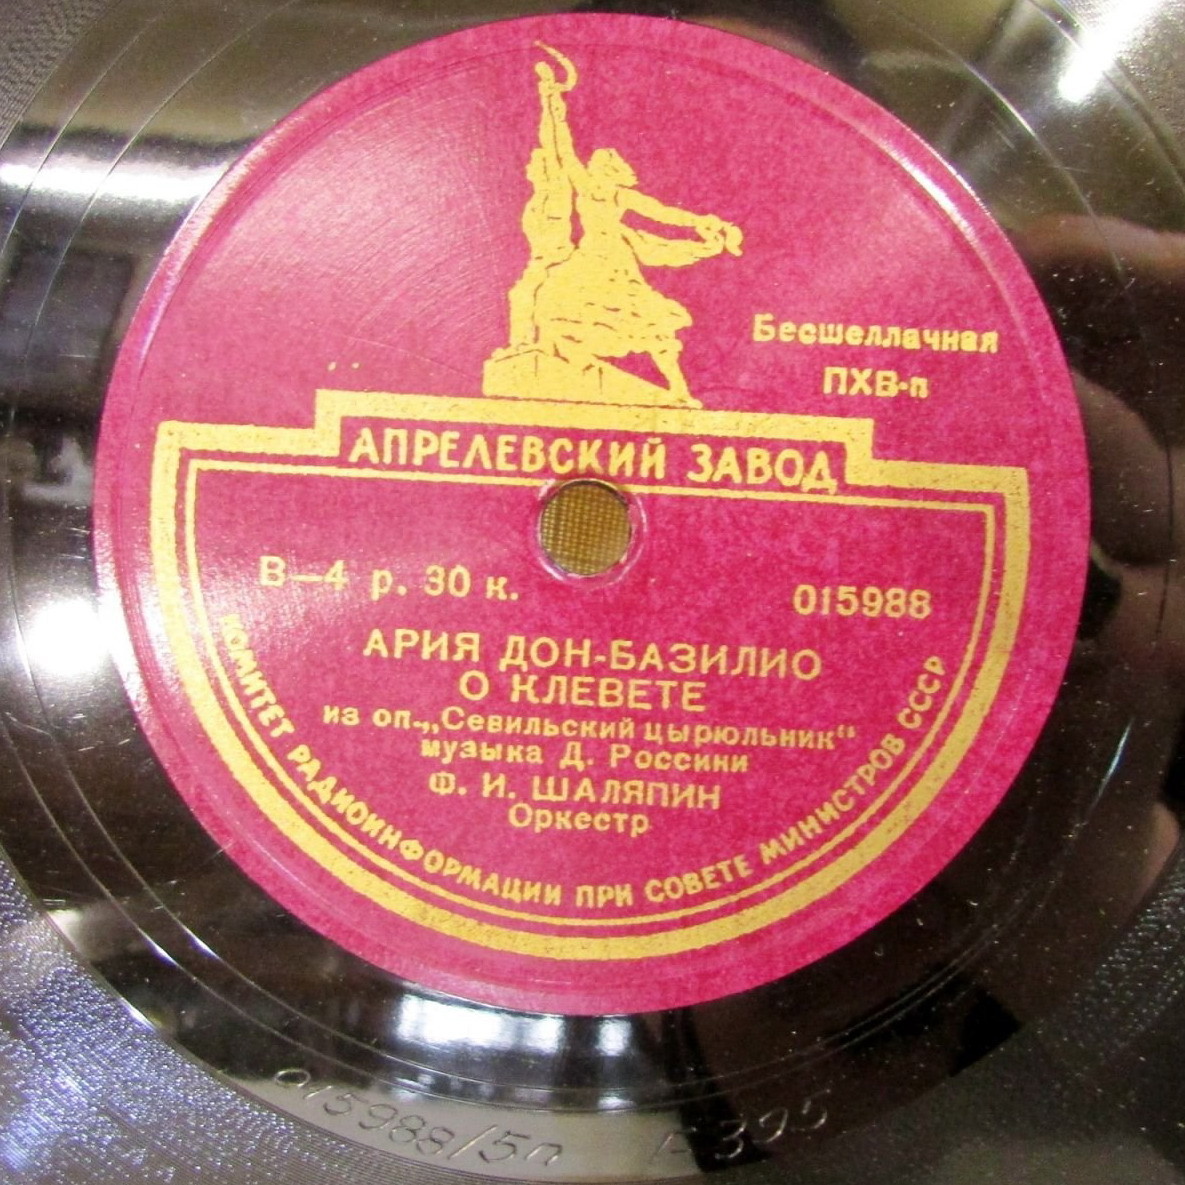 Бесшеллачная
ПХВ-п
АПРЕЛЕВСКИЙ ЗАВОД
В—4 р. 30 к.
015988
АРИЯ ДОН-БАЗИЛИО
О КЛЕВЕТЕ
из оп. „Севильский цырюльник“
музыка Д. Россини
Ф. И. ШАЛЯПИН
Оркестр
КОМИТЕТ РАДИОИНФОРМАЦИИ ПРИ СОВЕТЕ МИНИСТРОВ СССР
015988/5п